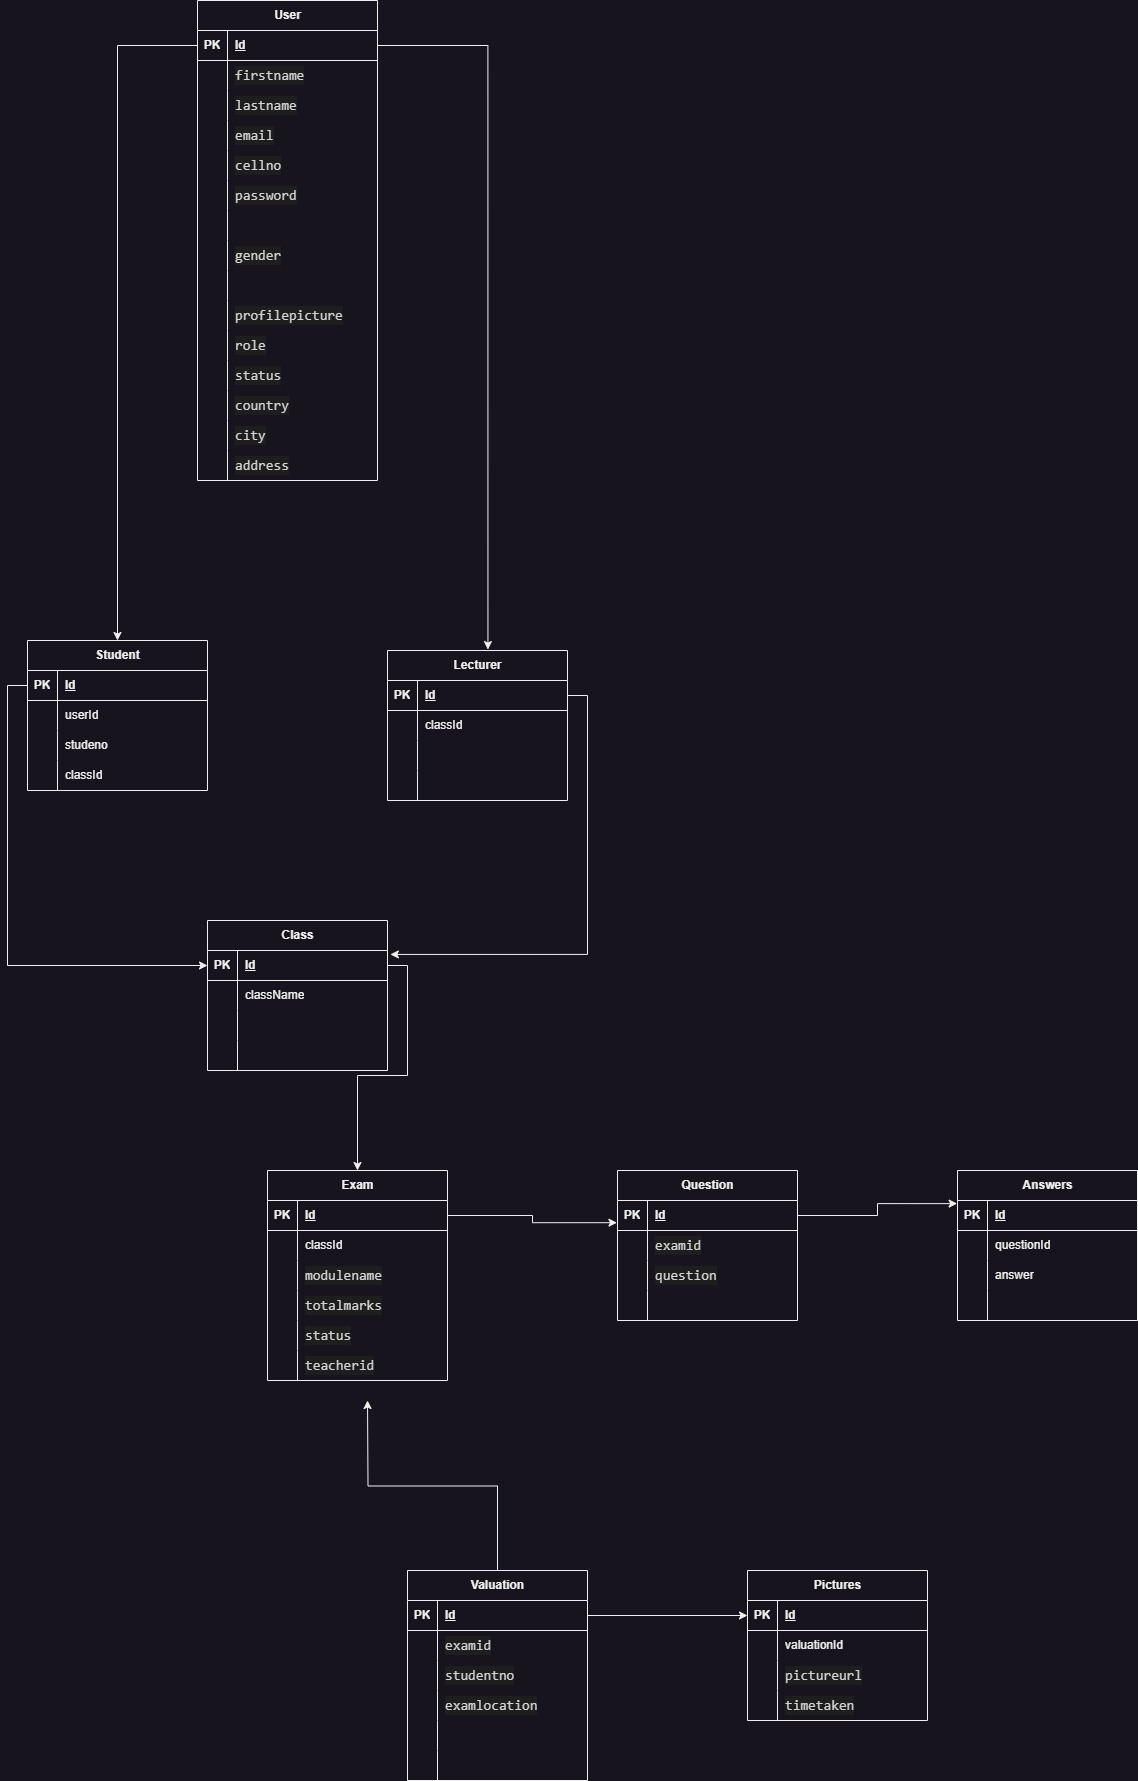 User
PK Id
firstname
lastname
email
cellno
password
gender
profilepicture
role
status
country
city
address
Student
PK Id
userId
studeno
classId
Lecturer
PK Id
classId
Class
PK Id
className
Exam
PK Id
classId
modulename
totalmarks
status
teacherid
Question
PK Id
examid
question
Answers
PK Id
questionId
answer
Valuation
PK Id
examid
studentno
examlocation
Pictures
PK Id
valuationId
pictureurl
timetaken